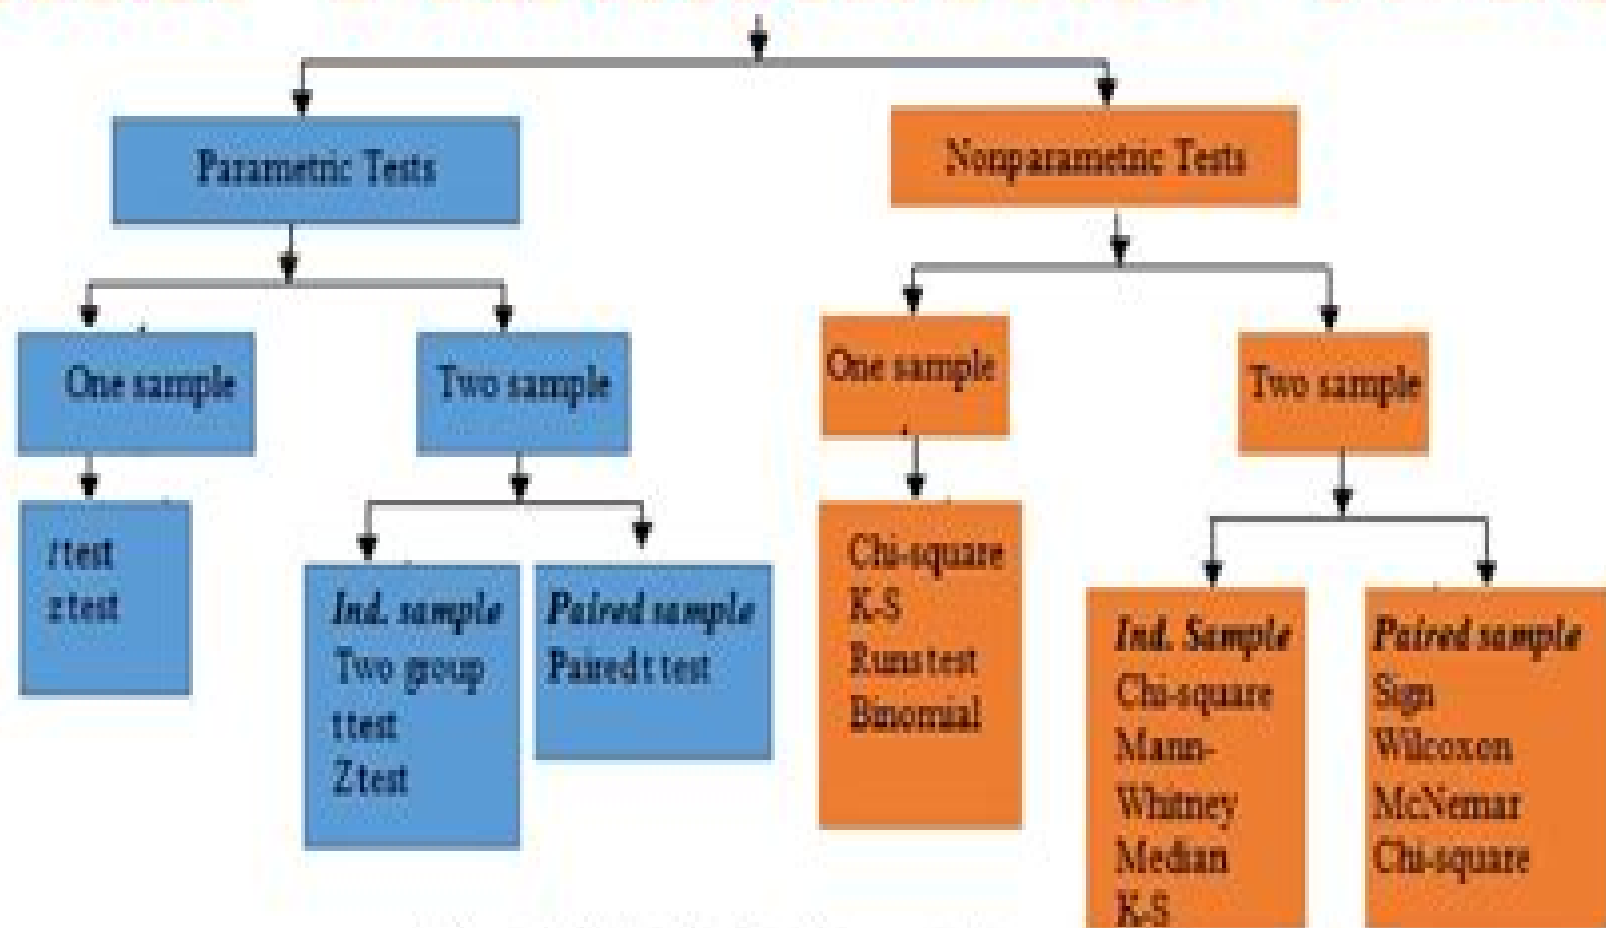 Parametric Tests
Nonparametric Tests
One sample
Two sample
One sample
Two sample
t test
z test
Ind. sample
Two group
t test
Z test
Paired sample
Paired t test
Chi-square
K-S
Runs test
Binomial
Ind. Sample
Chi-square
Mann-
Whitney
Median
K-S
Paired sample
Sign
Wilcoxon
McNemar
Chi-square